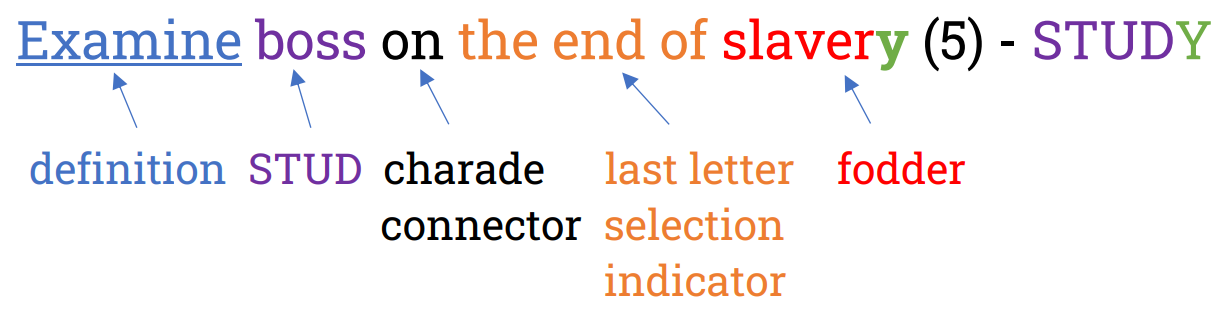 Examine boss on the end of slavery (5) - STUDY
definition STUD charade last letter fodder
connector selection
indicator